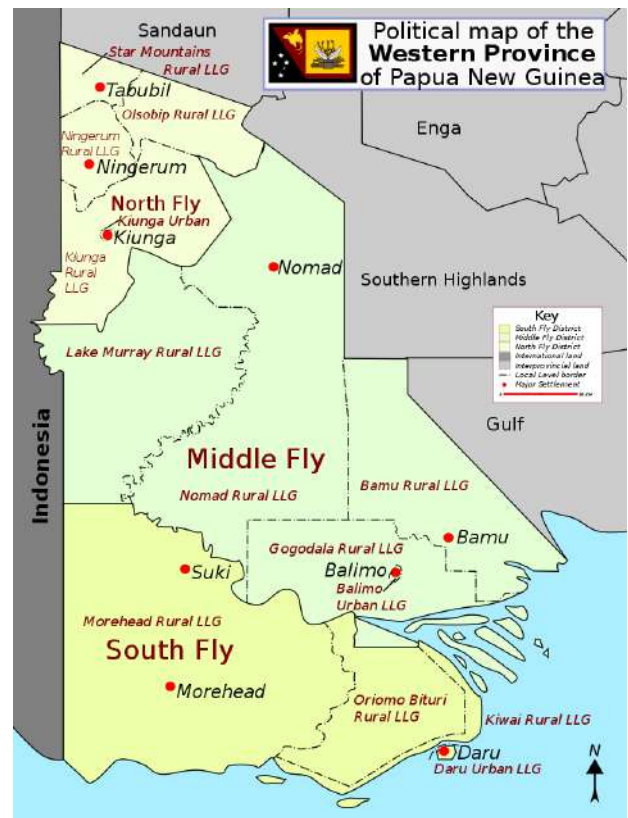 Sandaun
Political map of the
Western Province
of Papua New Guinea
Star Mountains
Rural LLG
Tabubil
Olsobip Rural LLG
Enga
Ningerum
Rural LLG
Ningerum
North Fly
Kiunga Urban
Kiunga
Kiunga
Rural
LLG
Nomad
Southern Highlands
Key
South Fly District
Middle Fly District
North Fly District
International land
Interprovincial land
Local Level border
Major Settlement
Lake Murray Rural LLG
Gulf
Indonesia
Middle Fly
Nomad Rural LLG
Bamu Rural LLG
Bamu
Gogodala Rural LLG
Suki
Balimo
Balimo
Urban LLG
Morehead Rural LLG
South Fly
Morehead
Oriomo Bituri
Rural LLG
Kiwai Rural LLG
Daru
Daru Urban LLG
N